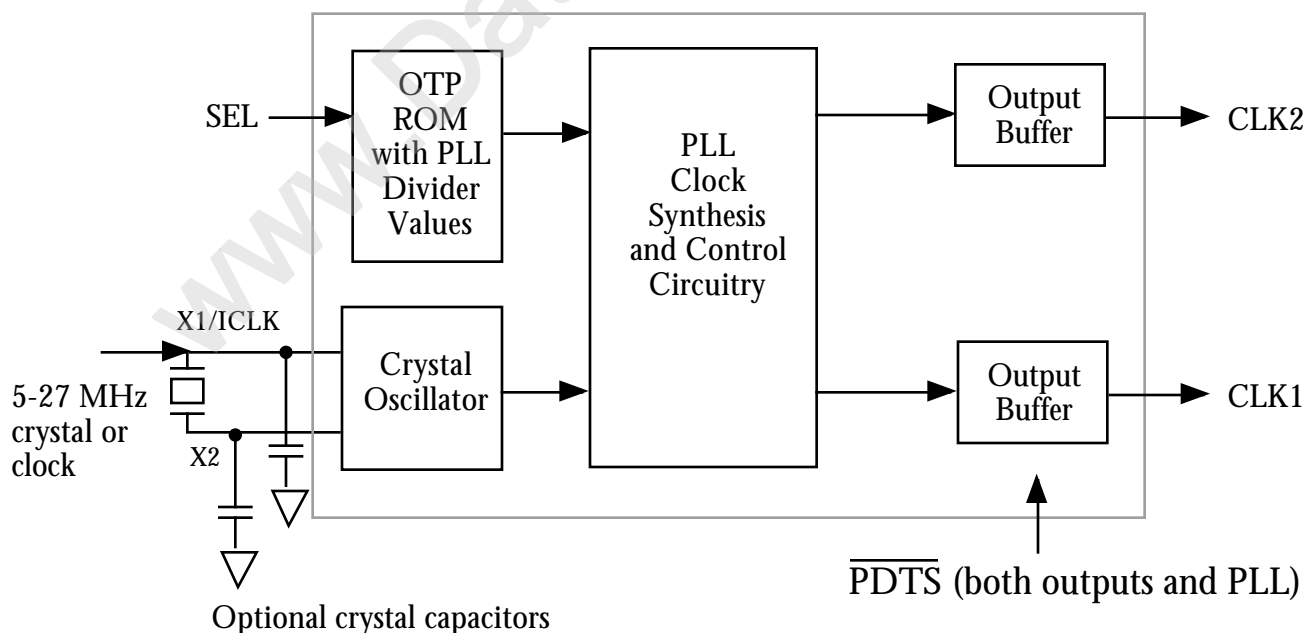 www.Da
SEL
OTP
ROM
with PLL
Divider
Values
PLL
Clock
Synthesis
and Control
Circuitry
Output
Buffer
CLK2
X1/ICLK
5-27 MHz
crystal or
clock
X2
Crystal
Oscillator
Output
Buffer
CLK1
PDTS (both outputs and PLL)
Optional crystal capacitors